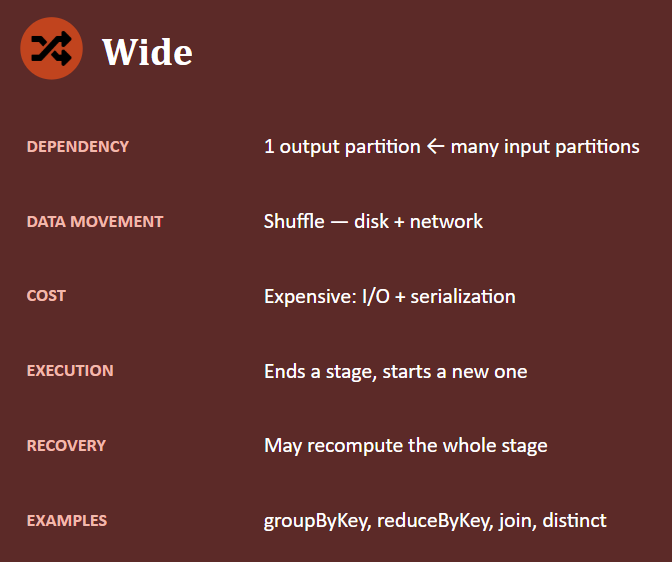 Wide
DEPENDENCY 1 output partition ← many input partitions
DATA MOVEMENT Shuffle — disk + network
COST Expensive: I/O + serialization
EXECUTION Ends a stage, starts a new one
RECOVERY May recompute the whole stage
EXAMPLES groupByKey, reduceByKey, join, distinct